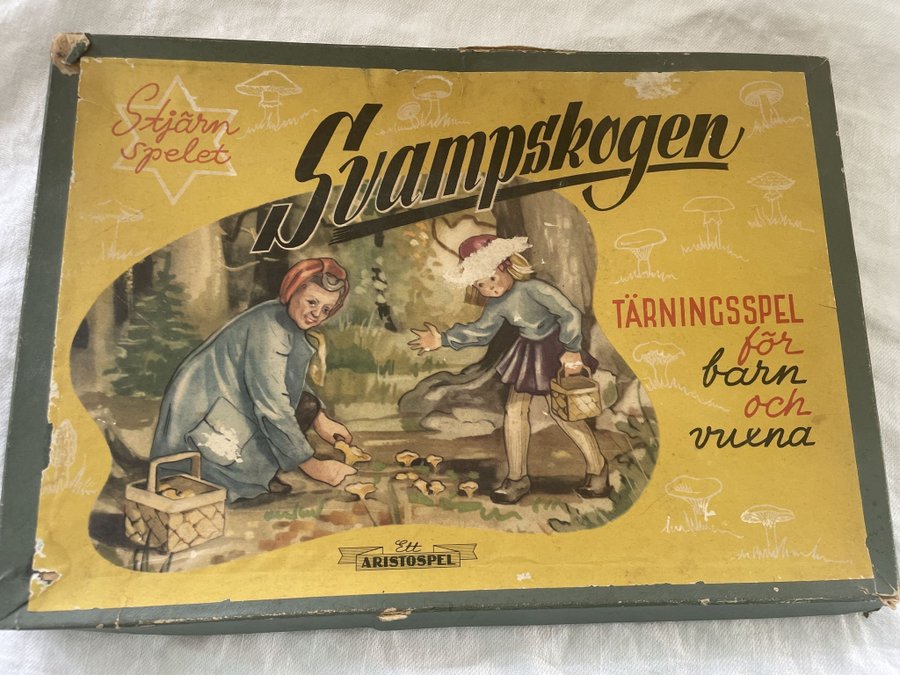 Stjärn
spelet
Svampskogen
TÄRNINGSSPEL
för
barn
och
vuxna
Ett
ARISTOSPEL